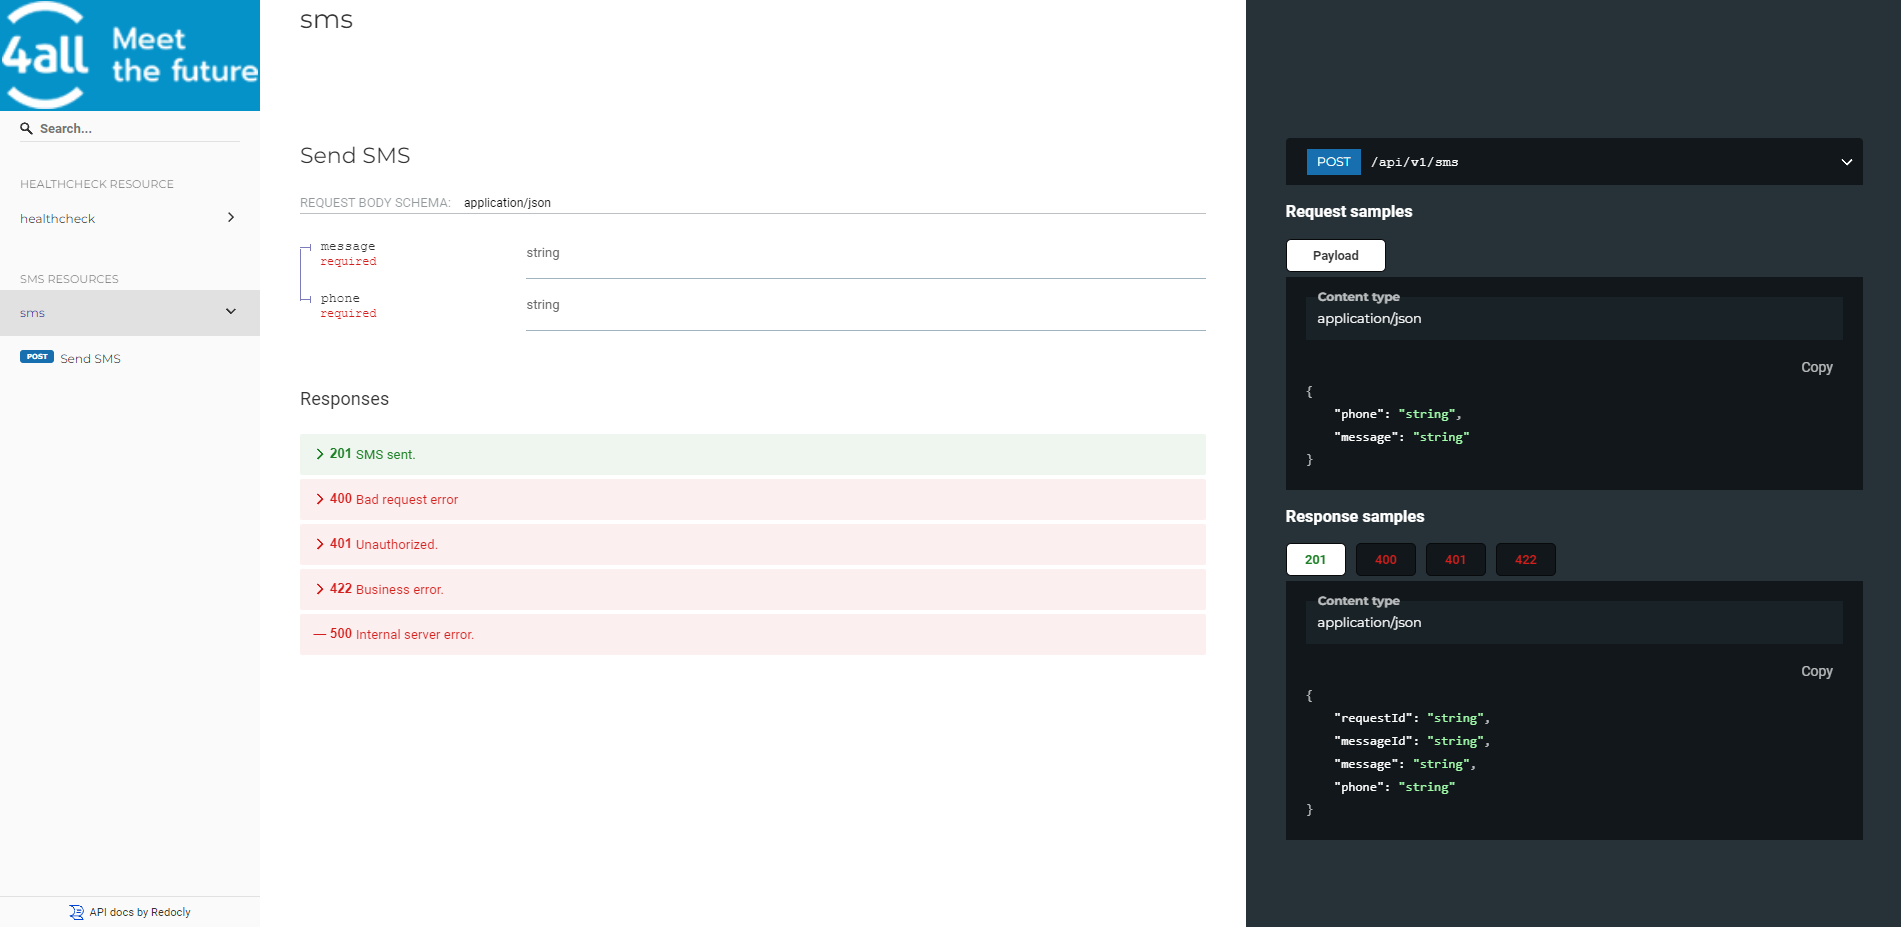 4all
Meet
the future
Search...
HEALTHCHECK RESOURCE
healthcheck
SMS RESOURCES
sms
POST Send SMS
API docs by Redocly
sms
Send SMS
REQUEST BODY SCHEMA: application/json
message string
required
phone string
required
Responses
201 SMS sent.
400 Bad request error
401 Unauthorized.
422 Business error.
500 Internal server error.
POST /api/v1/sms
Request samples
Payload
Content type
application/json
Copy
{
"phone": "string",
"message": "string"
}
Response samples
201 400 401 422
Content type
application/json
Copy
{
"requestId": "string",
"messageId": "string",
"message": "string",
"phone": "string"
}